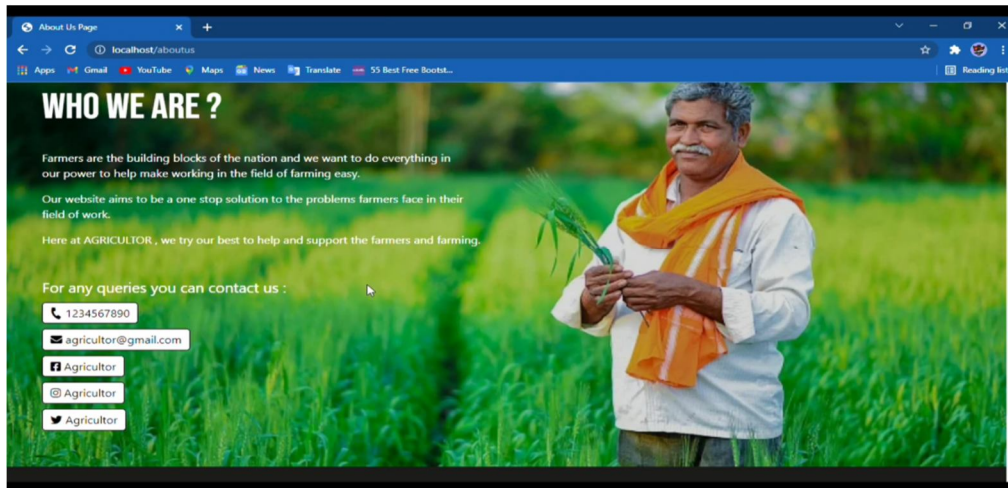 About Us Page
localhost/aboutus
Apps Gmail YouTube Maps News Translate 55 Best Free Bootst... Reading list
WHO WE ARE ?
Farmers are the building blocks of the nation and we want to do everything in
our power to help make working in the field of farming easy.
Our website aims to be a one stop solution to the problems farmers face in their
field of work.
Here at AGRICULTOR , we try our best to help and support the farmers and farming.
For any queries you can contact us :
1234567890
agricultor@gmail.com
Agricultor
Agricultor
Agricultor